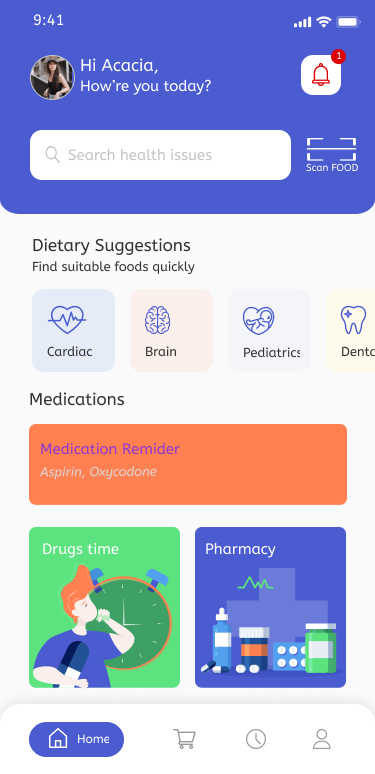 9:41
Hi Acacia,
How're you today?
1
Search health issues
Scan FOOD
Dietary Suggestions
Find suitable foods quickly
Cardiac
Brain
Pediatrics
Denta
Medications
Medication Remider
Aspirin, Oxycodone
Drugs time
Pharmacy
Home